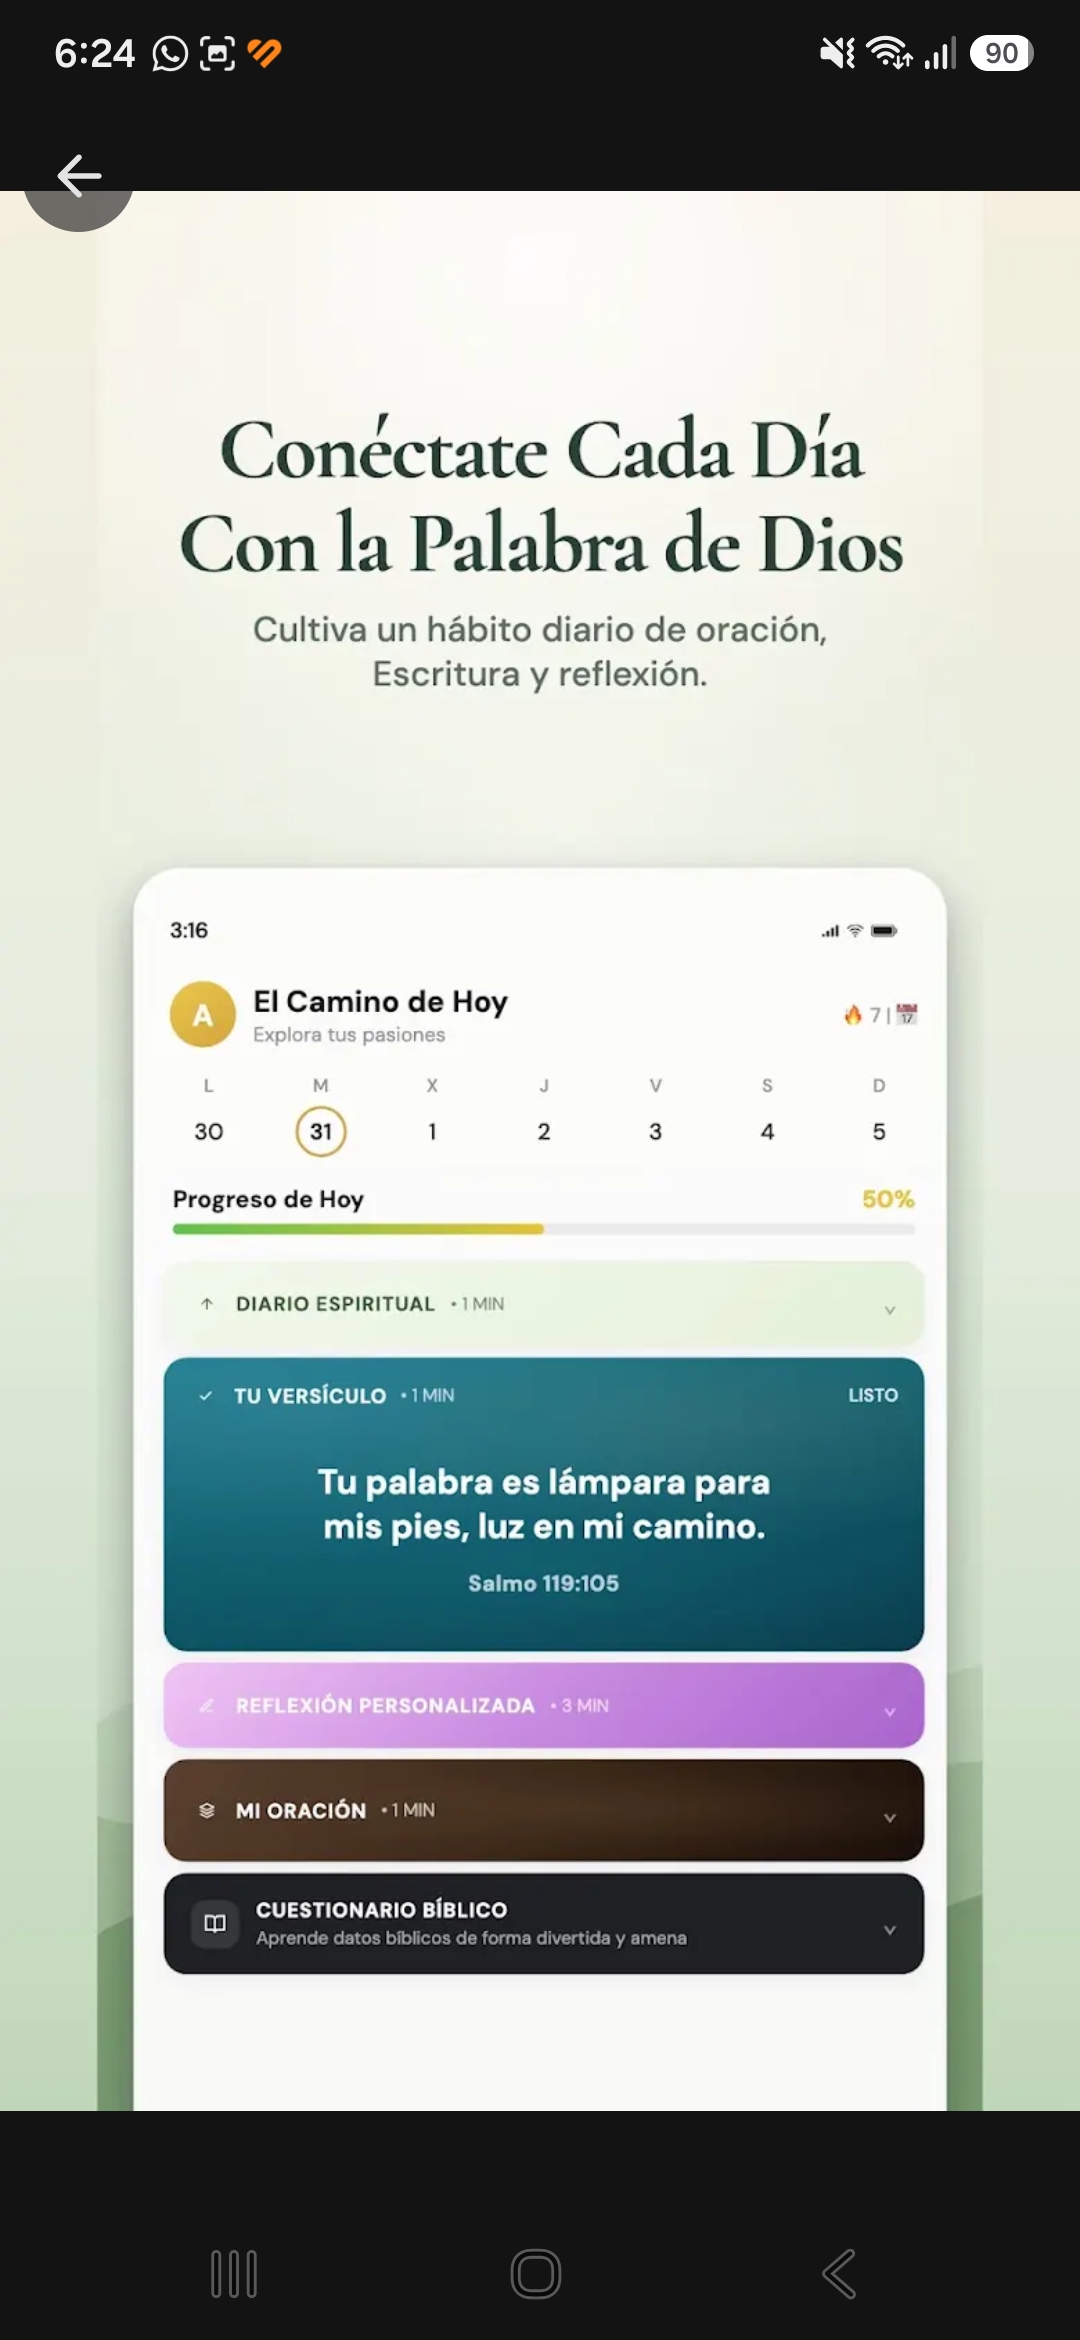 6:24
90
Conéctate Cada Día
Con la Palabra de Dios
Cultiva un hábito diario de oración,
Escritura y reflexión.
3:16
A
El Camino de Hoy
Explora tus pasiones
🔥 7 | 📅 17
L M X J V S D
30 31 1 2 3 4 5
Progreso de Hoy 50%
DIARIO ESPIRITUAL • 1 MIN
TU VERSÍCULO • 1 MIN LISTO
Tu palabra es lámpara para
mis pies, luz en mi camino.
Salmo 119:105
REFLEXIÓN PERSONALIZADA • 3 MIN
MI ORACIÓN • 1 MIN
CUESTIONARIO BÍBLICO
Aprende datos bíblicos de forma divertida y amena